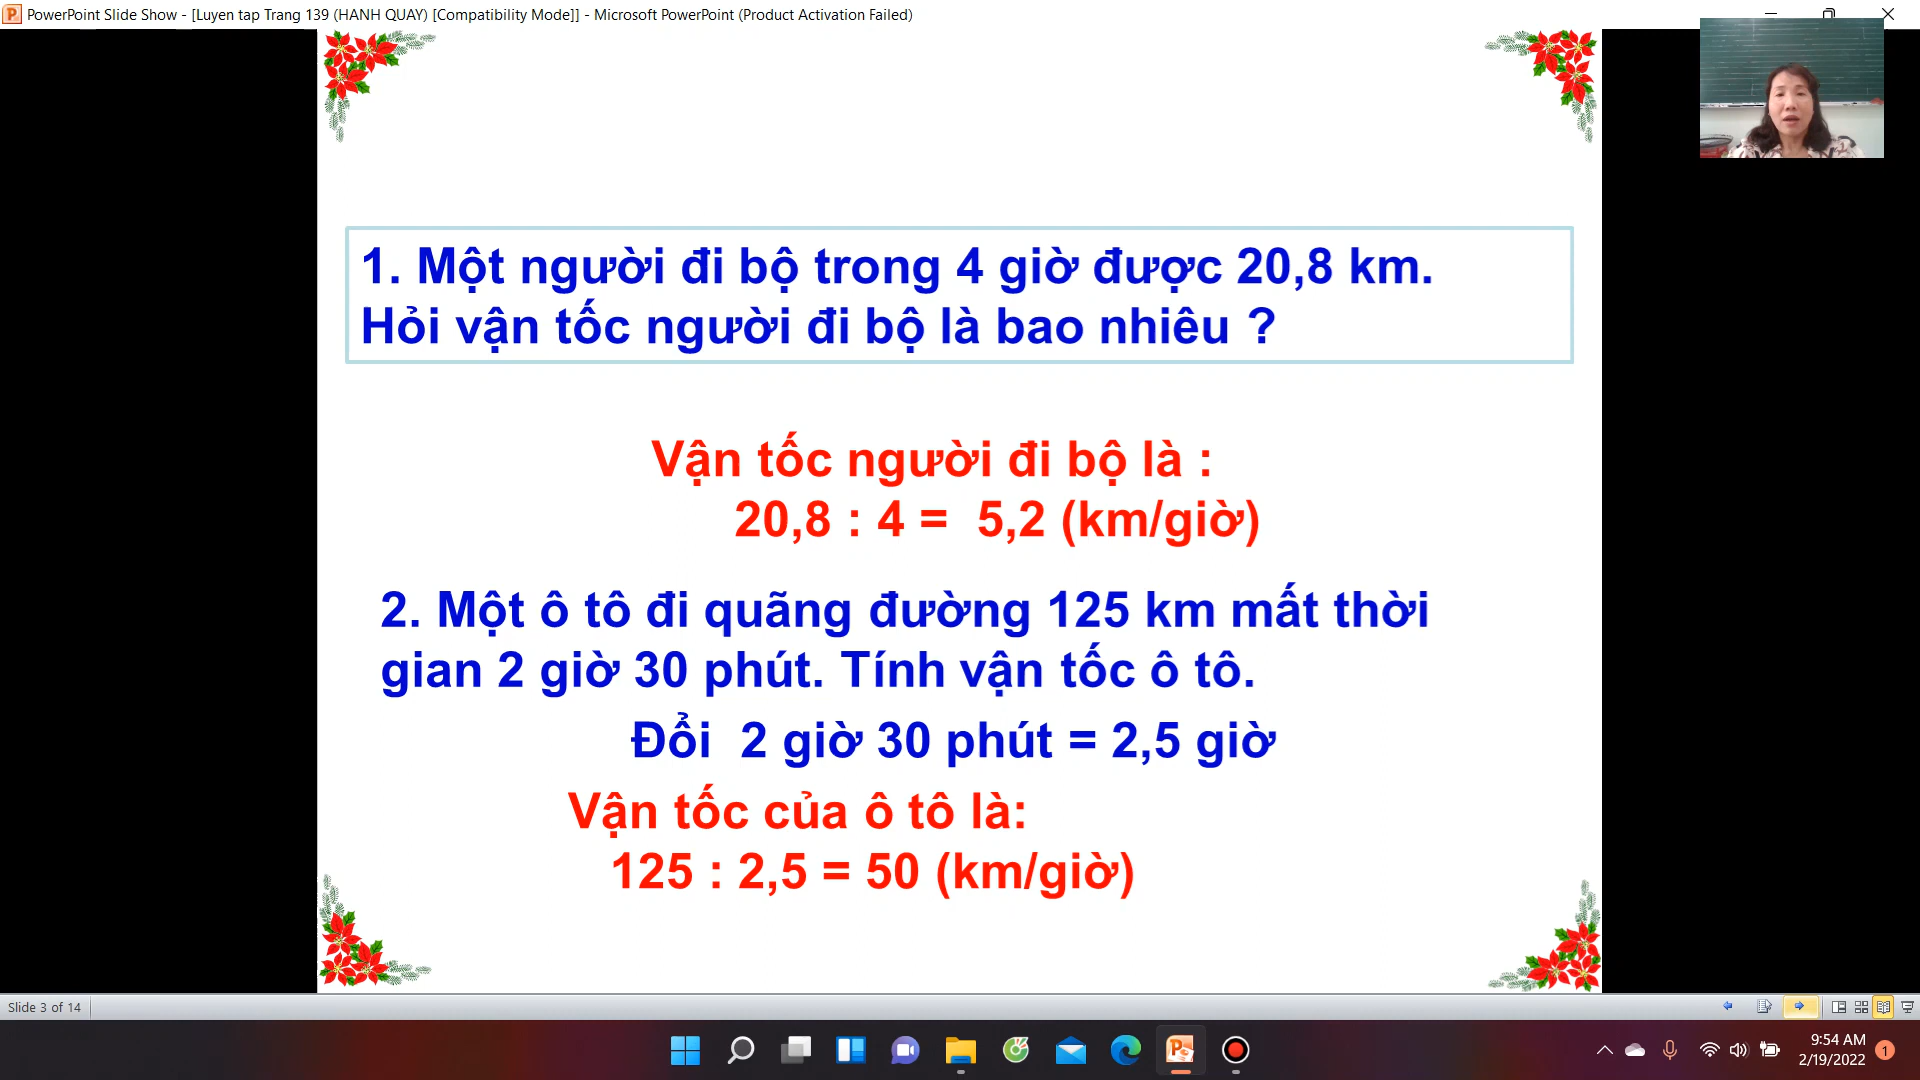 PowerPoint Slide Show - [Luyen tap Trang 139 (HANH QUAY) [Compatibility Mode]] - Microsoft PowerPoint (Product Activation Failed)
1. Một người đi bộ trong 4 giờ được 20,8 km.
Hỏi vận tốc người đi bộ là bao nhiêu ?
Vận tốc người đi bộ là :
20,8 : 4 = 5,2 (km/giờ)
2. Một ô tô đi quãng đường 125 km mất thời
gian 2 giờ 30 phút. Tính vận tốc ô tô.
Đổi 2 giờ 30 phút = 2,5 giờ
Vận tốc của ô tô là:
125 : 2,5 = 50 (km/giờ)
Slide 3 of 14
9:54 AM
2/19/2022
1